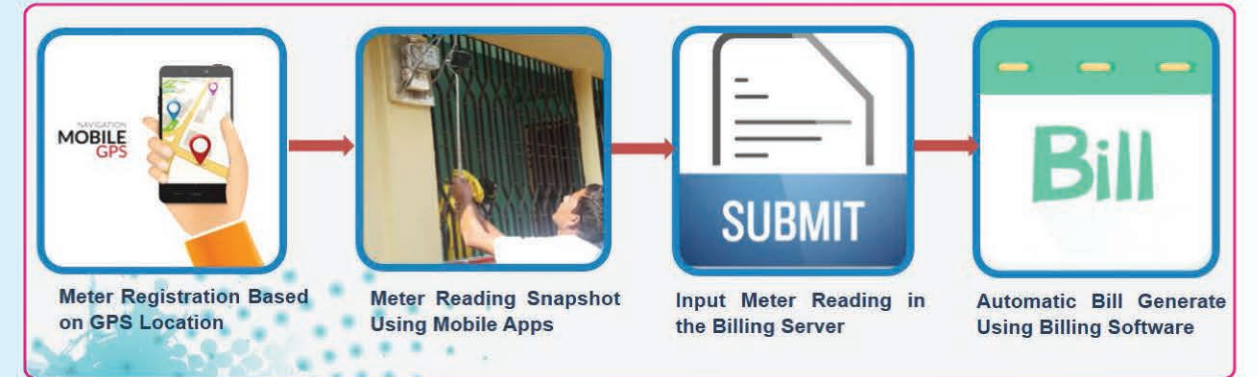 NAVIGATION
MOBILE
GPS
SUBMIT
Bill
Meter Registration Based
on GPS Location
Meter Reading Snapshot
Using Mobile Apps
Input Meter Reading in
the Billing Server
Automatic Bill Generate
Using Billing Software